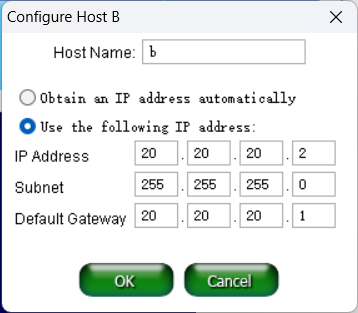 Configure Host B
Host Name: b
Obtain an IP address automatically
Use the following IP address:
IP Address 20 . 20 . 20 . 2
Subnet 255 . 255 . 255 . 0
Default Gateway 20 . 20 . 20 . 1
OK Cancel